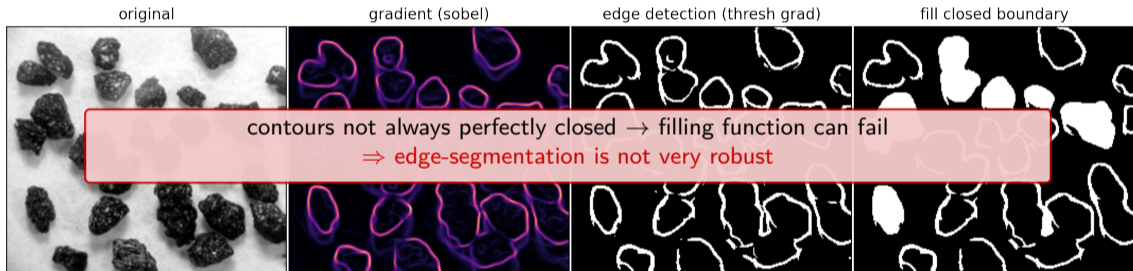 original
gradient (sobel)
edge detection (thresh grad)
fill closed boundary
contours not always perfectly closed → filling function can fail
⇒ edge-segmentation is not very robust